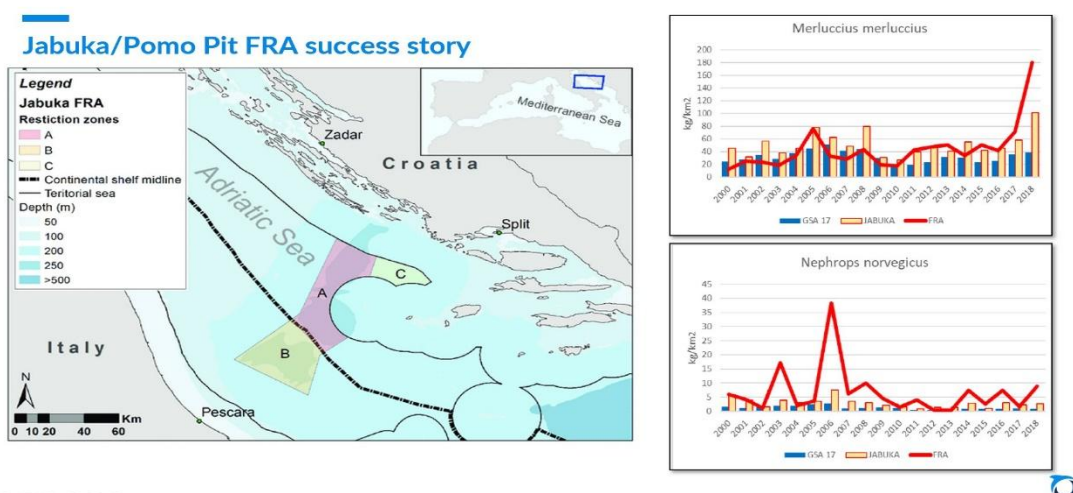 Jabuka/Pomo Pit FRA success story
Legend
Jabuka FRA
Restiction zones
A
B
C
Continental shelf midline
Teritorial sea
Depth (m)
50
100
200
250
>500
Mediterranean Sea
Zadar
Croatia
Adriatic Sea
Split
A
C
B
Italy
N
Pescara
Km
0 10 20 40 60
Merluccius merluccius
kg/km2
200
180
160
140
120
100
80
60
40
20
0
2000 2001 2002 2003 2004 2005 2006 2007 2008 2009 2010 2011 2012 2013 2014 2015 2016 2017 2018
GSA 17 JABUKA FRA
Nephrops norvegicus
kg/km2
45
40
35
30
25
20
15
10
5
0
2000 2001 2002 2003 2004 2005 2006 2007 2008 2009 2010 2011 2012 2013 2014 2015 2016 2017 2018
GSA 17 JABUKA FRA